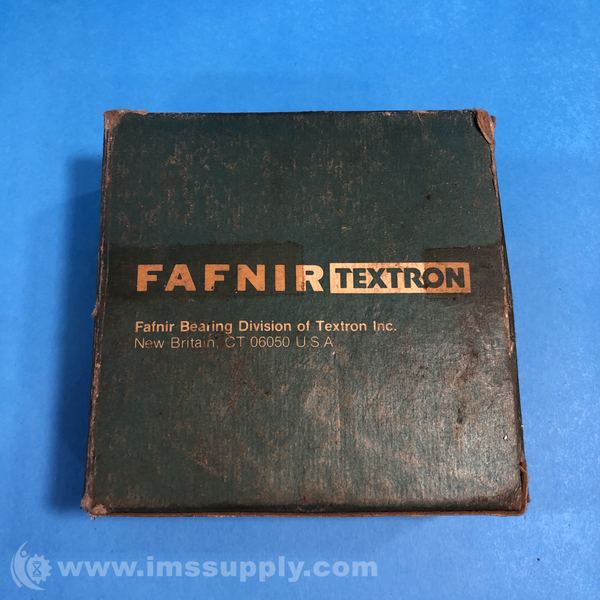 FAFNIR TEXTRON
Fafnir Bearing Division of Textron Inc.
New Britain, CT 06050 U.S.A.
www.imssupply.com